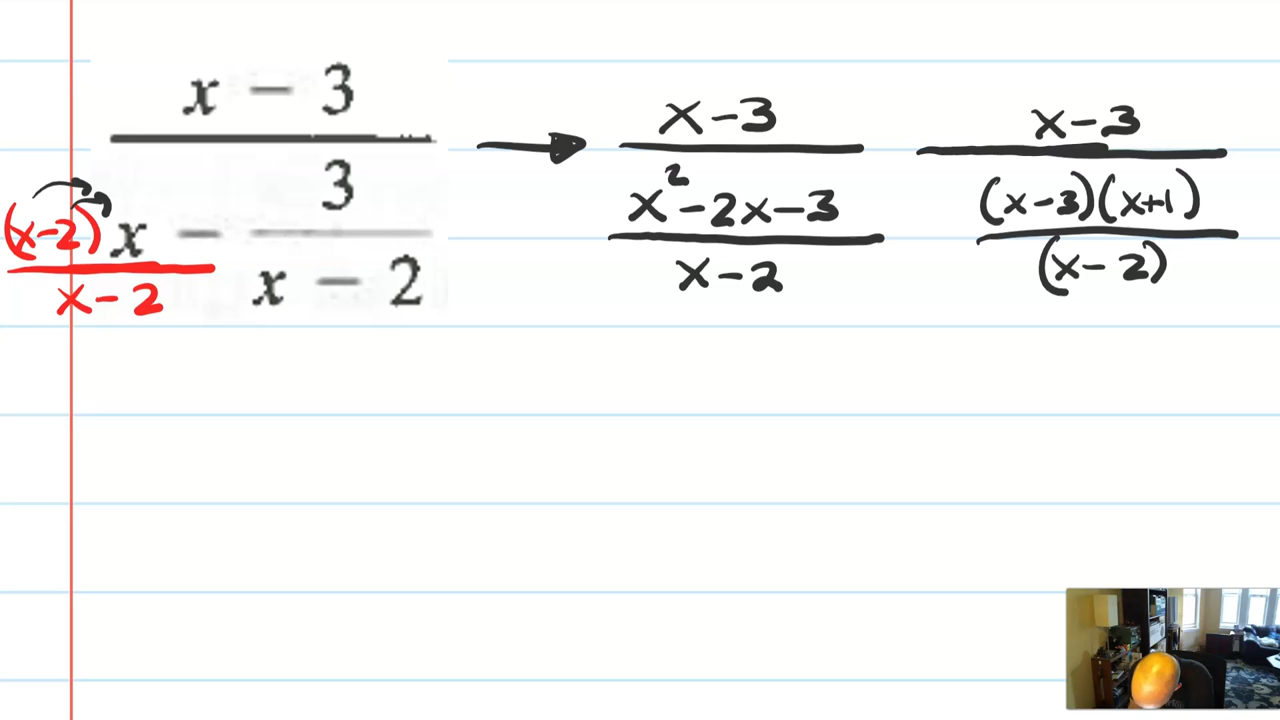 x − 3
3
(x-2) x −
x-2
x − 2
x-3
x²-2x-3
x-2
x-3
(x-3)(x+1)
(x-2)